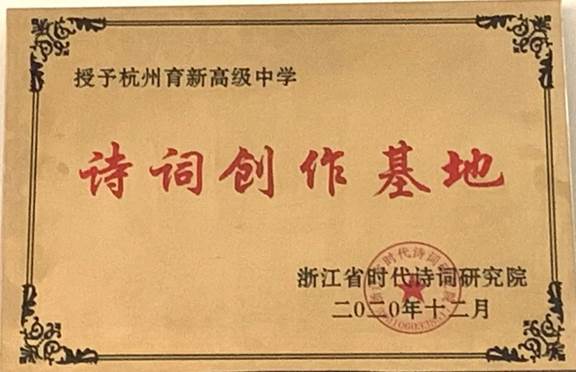 授予杭州育新高级中学
诗词创作基地
浙江省时代诗词研究院
二〇二〇年十二月